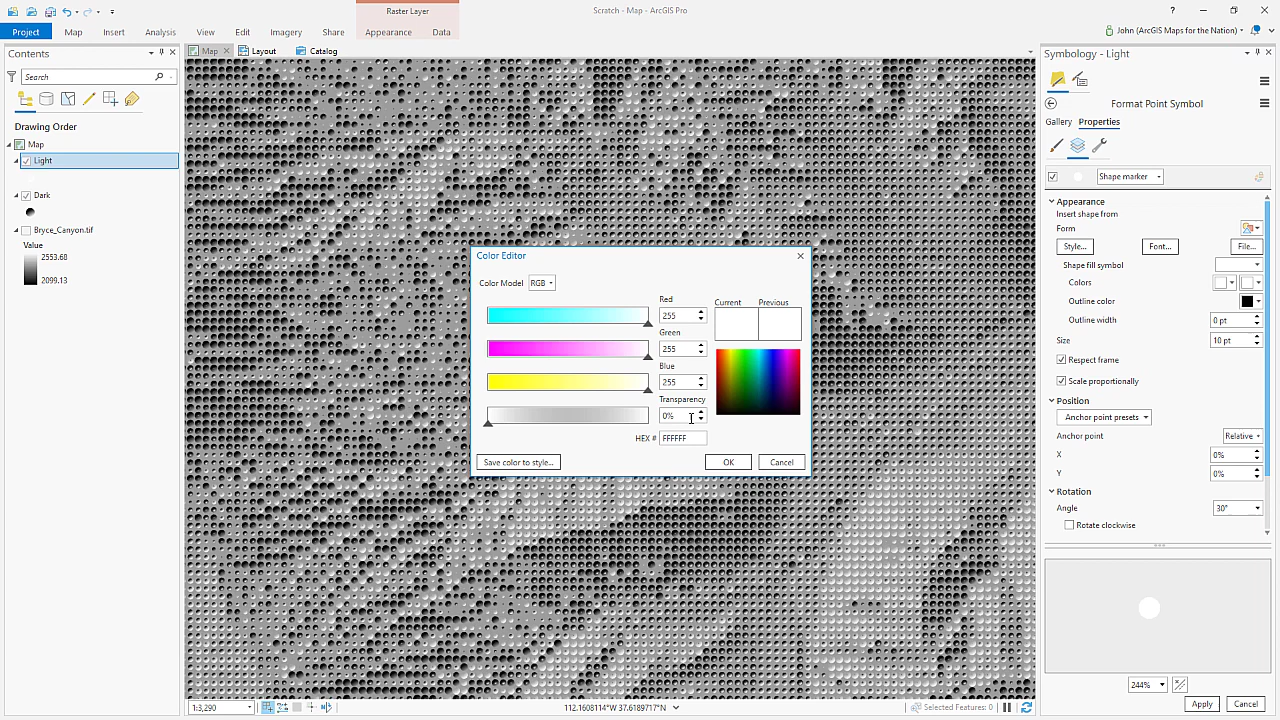 Raster Layer
Scratch - Map - ArcGIS Pro
?
Project Map Insert Analysis View Edit Imagery Share Appearance Data
John (ArcGIS Maps for the Nation)
Contents
Search
Drawing Order
Map
Light
Dark
Bryce_Canyon.tif
Value
2553.68
2099.13
Map Layout Catalog
Color Editor
Color Model RGB
Red
255
Green
255
Blue
255
Transparency
0%
HEX # FFFFFF
Current Previous
Save color to style... OK Cancel
1:3,290
112.1608114°W 37.6189717°N
Selected Features: 0
Symbology - Light
Format Point Symbol
Gallery Properties
Shape marker
Appearance
Insert shape from
Form
Style... Font... File...
Shape fill symbol
Colors
Outline color
Outline width 0 pt
Size 10 pt
Respect frame
Scale proportionally
Position
Anchor point presets
Anchor point Relative
X 0%
Y 0%
Rotation
Angle 30°
Rotate clockwise
244%
Apply Cancel